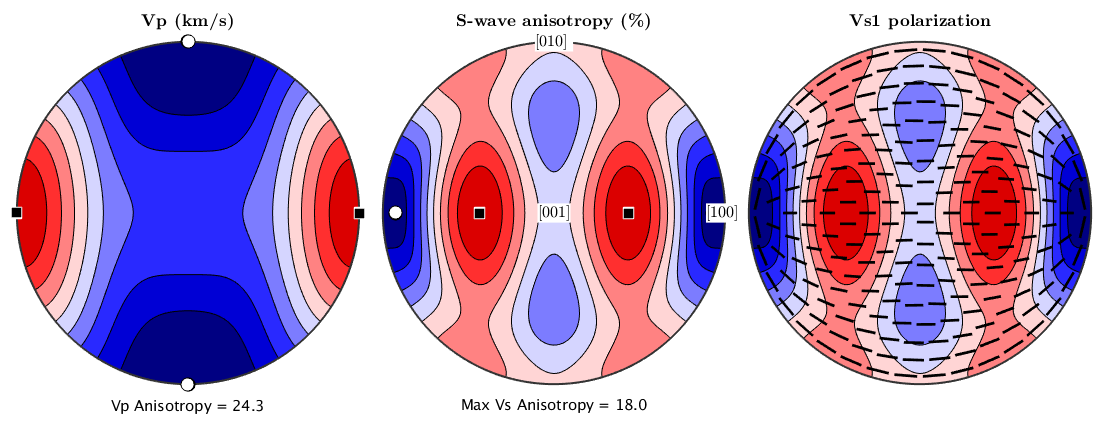 Vp (km/s)
S-wave anisotropy (%)
Vs1 polarization
[010]
[001]
[100]
Vp Anisotropy = 24.3
Max Vs Anisotropy = 18.0